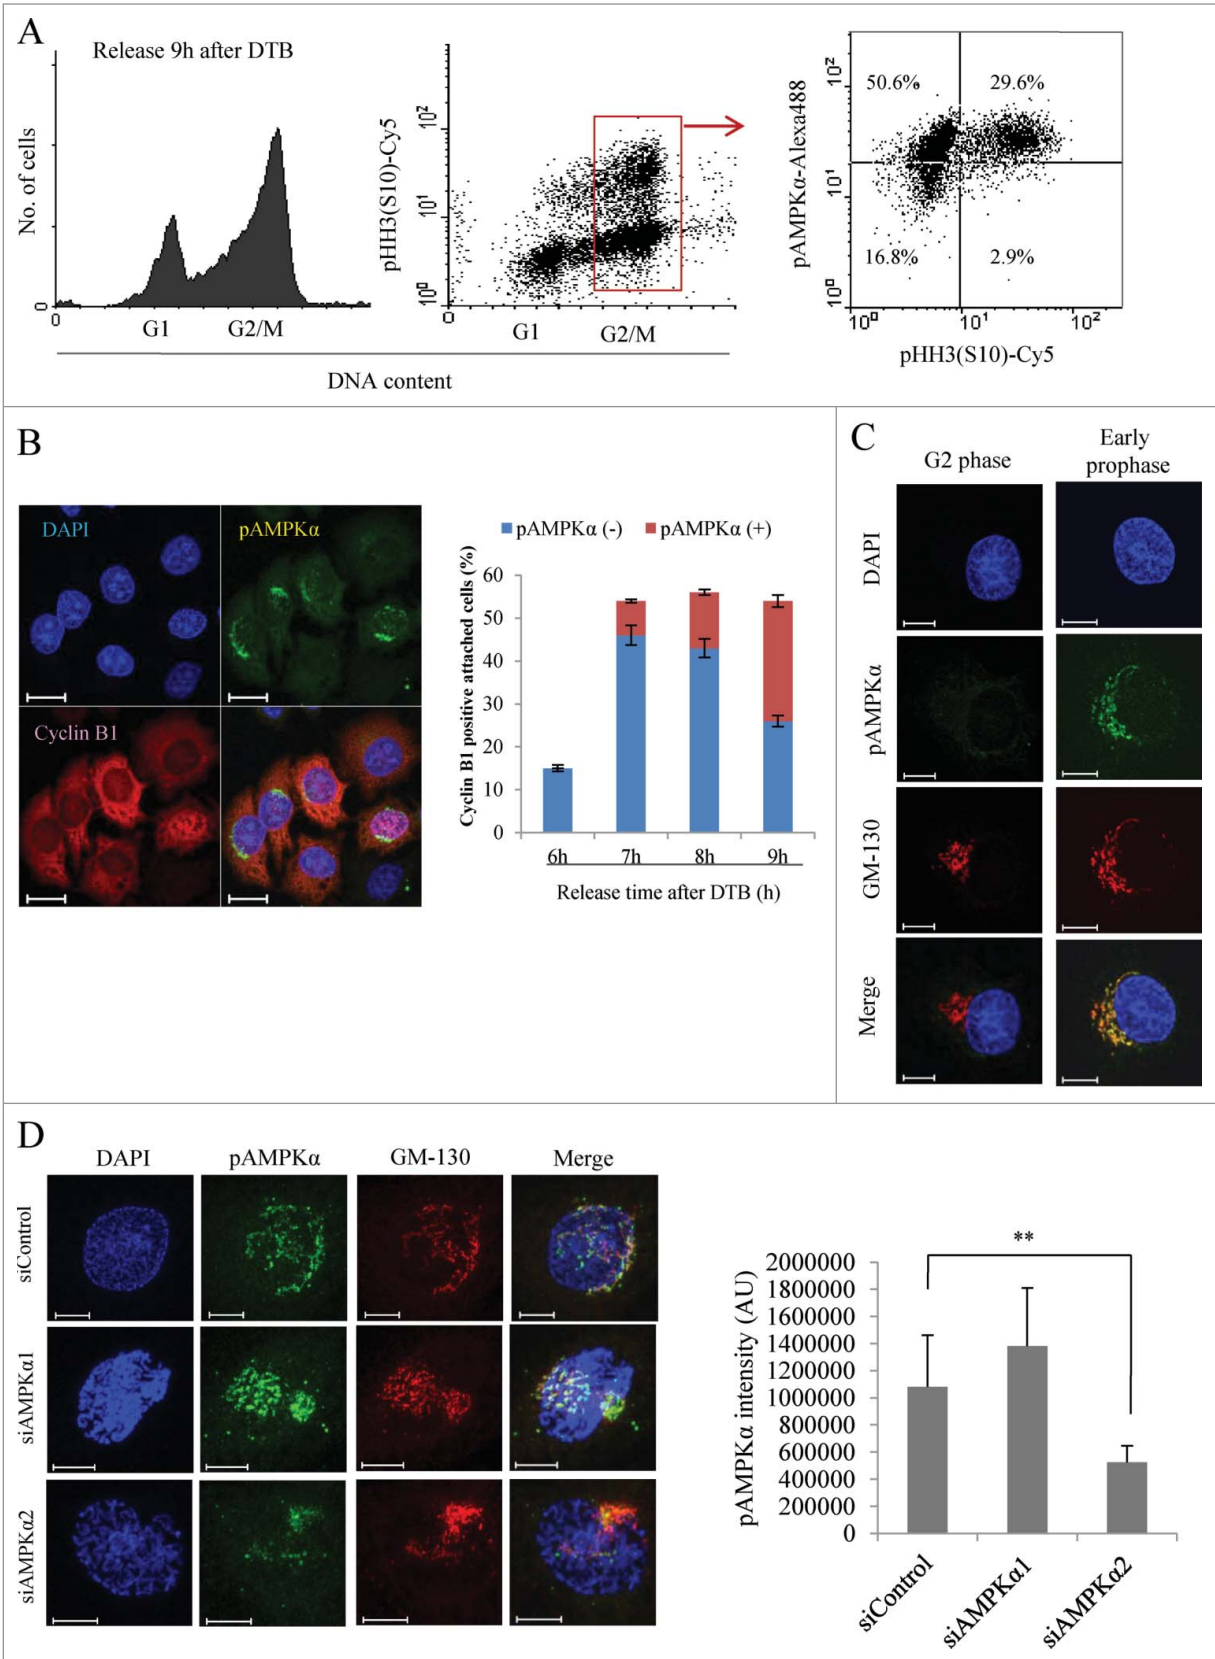 A
Release 9h after DTB
No. of cells
0
0
G1
G2/M
pHH3(S10)-Cy5
10²
10¹
10⁰
0
G1
G2/M
DNA content
pAMPKα-Alexa488
10²
10¹
10⁰
50.6%
29.6%
16.8%
2.9%
10⁰
10¹
10²
pHH3(S10)-Cy5
B
DAPI
pAMPKα
Cyclin B1
pAMPKα (-)
pAMPKα (+)
Cyclin B1 positive attached cells (%)
60
50
40
30
20
10
0
6h
7h
8h
9h
Release time after DTB (h)
C
G2 phase
Early
prophase
DAPI
pAMPKα
GM-130
Merge
D
DAPI
pAMPKα
GM-130
Merge
siControl
siAMPKα1
siAMPKα2
**
pAMPKα intensity (AU)
2000000
1800000
1600000
1400000
1200000
1000000
800000
600000
400000
200000
0
siControl
siAMPKα1
siAMPKα2